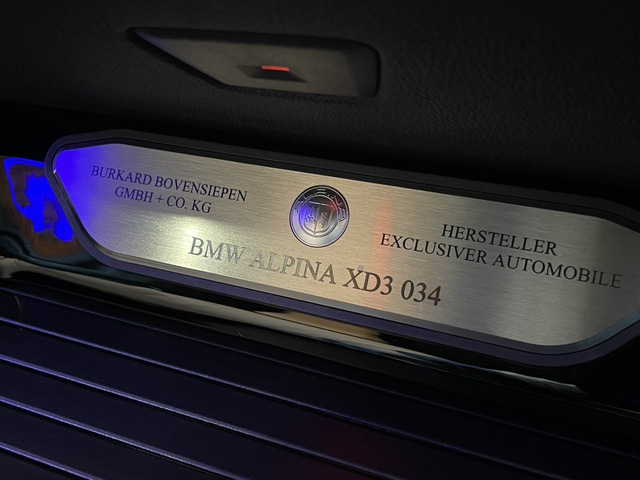 BURKARD BOVENSIEPEN
GMBH + CO. KG
HERSTELLER
EXCLUSIVER AUTOMOBILE
BMW ALPINA XD3 034